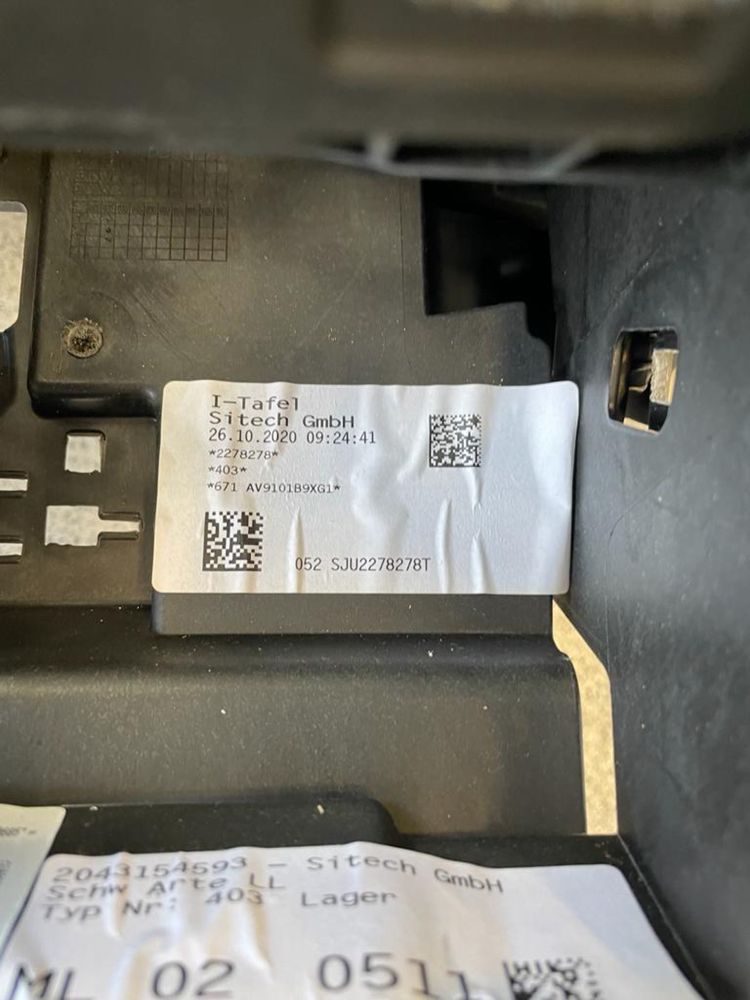 I-Tafel
Sitech GmbH
26.10.2020 09:24:41
*2278278*
*403*
*671 AV9101B9XG1*
052 SJU2278278T
2043154593 - Sitech GmbH
Schw Arte LL
Typ Nr: 403 Lager
ML 02 0511